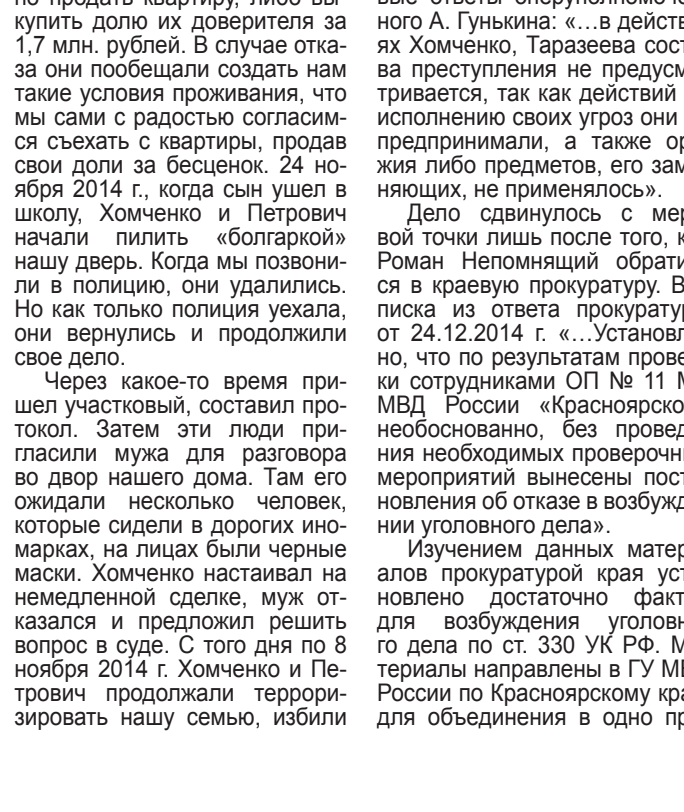 но продать квартиру, либо вы-
купить долю их доверителя за
1,7 млн. рублей. В случае отка-
за они пообещали создать нам
такие условия проживания, что
мы сами с радостью согласим-
ся съехать с квартиры, продав
свои доли за бесценок. 24 но-
ября 2014 г., когда сын ушел в
школу, Хомченко и Петрович
начали пилить «болгаркой»
нашу дверь. Когда мы позвони-
ли в полицию, они удалились.
Но как только полиция уехала,
они вернулись и продолжили
свое дело.
Через какое-то время при-
шел участковый, составил про-
токол. Затем эти люди при-
гласили мужа для разговора
во двор нашего дома. Там его
ожидали несколько человек,
которые сидели в дорогих ино-
марках, на лицах были черные
маски. Хомченко настаивал на
немедленной сделке, муж от-
казался и предложил решить
вопрос в суде. С того дня по 8
ноября 2014 г. Хомченко и Пе-
трович продолжали террори-
зировать нашу семью, избили
вые ответы
ного А. Гунькина: «…в действ
ях Хомченко, Таразеева сост
ва преступления не предусм
тривается, так как действий
исполнению своих угроз они
предпринимали, а также ор
жия либо предметов, его зам
няющих, не применялось».
Дело сдвинулось с мер
вой точки лишь после того, к
Роман Непомнящий обрати
ся в краевую прокуратуру. В
писка из ответа прокуратур
от 24.12.2014 г. «…Установл
но, что по результатам прове
ки сотрудниками ОП № 11 М
МВД России «Красноярско
необоснованно, без провед
ния необходимых проверочн
мероприятий вынесены пост
новления об отказе в возбужд
нии уголовного дела».
Изучением данных матер
алов прокуратурой края уст
новлено достаточно факт
для возбуждения уголовн
го дела по ст. 330 УК РФ. М
териалы направлены в ГУ МВ
России по Красноярскому кра
для объединения в одно пр